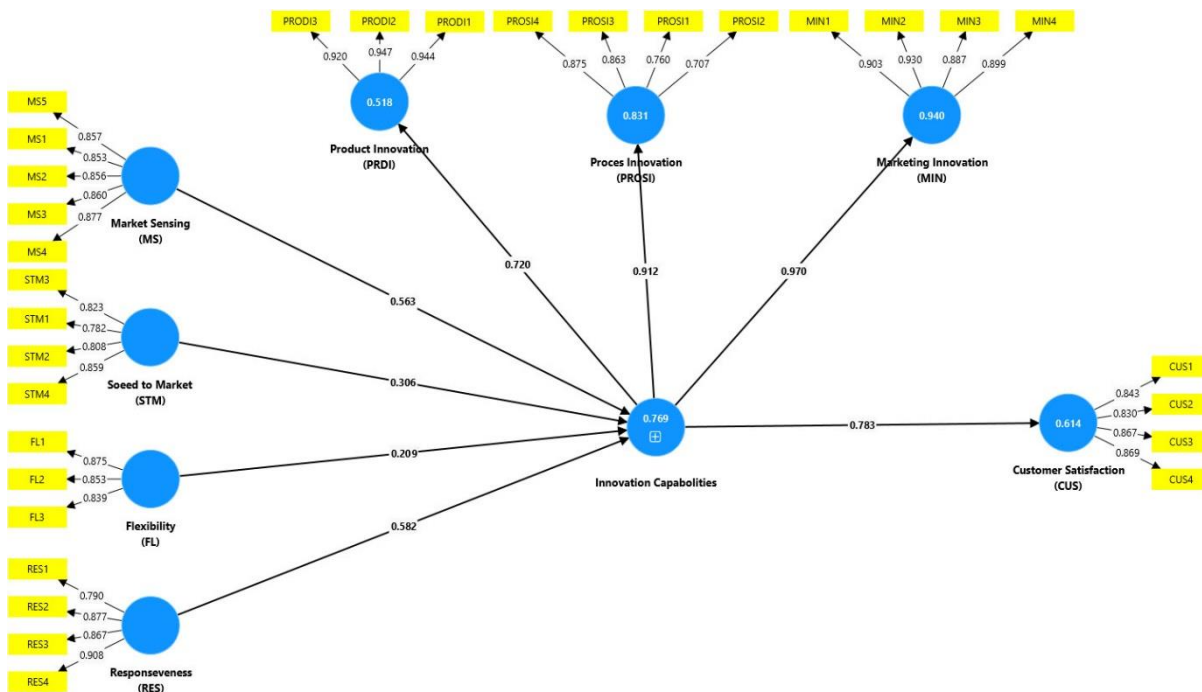 PRODI3
PRODI2
PRODI1
PROSI4
PROSI3
PROSI1
PROSI2
MIN1
MIN2
MIN3
MIN4
0.920
0.947
0.944
0.875
0.863
0.760
0.707
0.903
0.930
0.887
0.899
0.518
Product Innovation
(PRDI)
0.831
Proces Innovation
(PROSI)
0.940
Marketing Innovation
(MIN)
MS5
MS1
MS2
MS3
MS4
0.857
0.853
0.856
0.860
0.877
Market Sensing
(MS)
STM3
STM1
STM2
STM4
0.823
0.782
0.808
0.859
Soeed to Market
(STM)
FL1
FL2
FL3
0.875
0.853
0.839
Flexibility
(FL)
RES1
RES2
RES3
RES4
0.790
0.877
0.867
0.908
Responseveness
(RES)
0.720
0.912
0.970
0.563
0.306
0.209
0.582
0.769
Innovation Capabolities
0.783
0.614
Customer Satisfaction
(CUS)
0.843
0.830
0.867
0.869
CUS1
CUS2
CUS3
CUS4